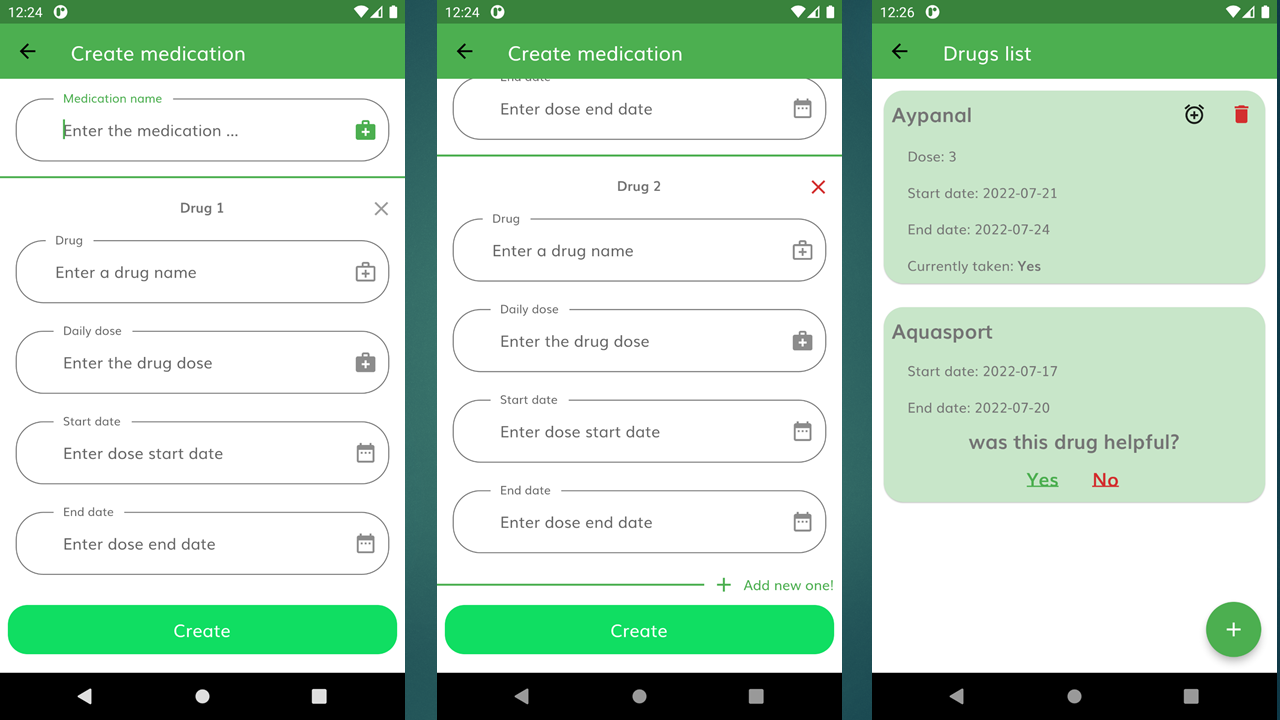 12:24
Create medication
Medication name
Enter the medication ...
Drug 1
Drug
Enter a drug name
Daily dose
Enter the drug dose
Start date
Enter dose start date
End date
Enter dose end date
Create
12:24
Create medication
End date
Enter dose end date
Drug 2
Drug
Enter a drug name
Daily dose
Enter the drug dose
Start date
Enter dose start date
End date
Enter dose end date
Add new one!
Create
12:26
Drugs list
Aypanal
Dose: 3
Start date: 2022-07-21
End date: 2022-07-24
Currently taken: Yes
Aquasport
Start date: 2022-07-17
End date: 2022-07-20
was this drug helpful?
Yes No